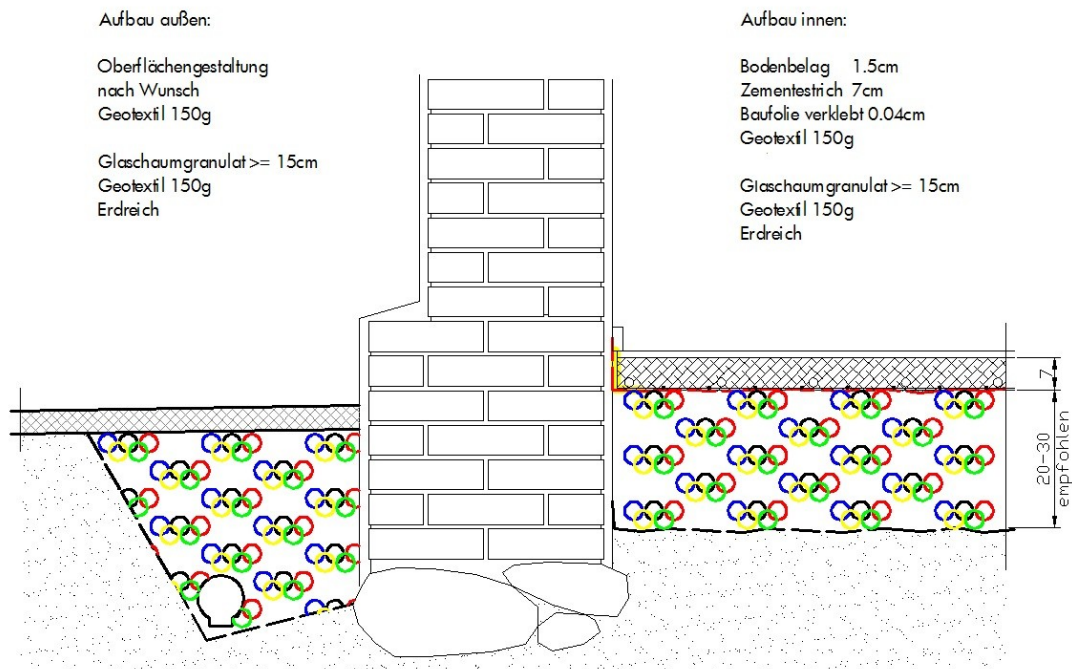 Aufbau außen:
Oberflächengestaltung
nach Wunsch
Geotextil 150g
Glaschaumgranulat >= 15cm
Geotextil 150g
Erdreich
Aufbau innen:
Bodenbelag 1.5cm
Zementestrich 7cm
Baufolie verklebt 0.04cm
Geotextil 150g
Glaschaumgranulat >= 15cm
Geotextil 150g
Erdreich
7
20-30
empfohlen